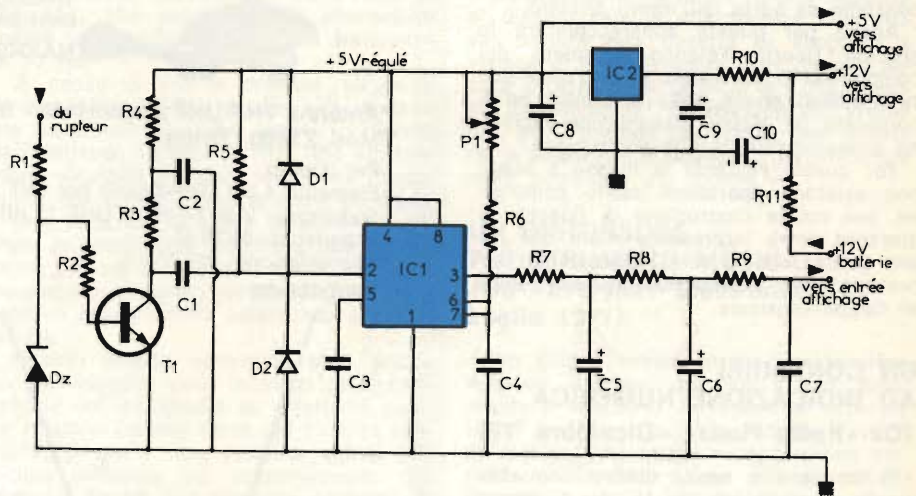 +5V
vers
affichage
IC2
R10
+12V
vers
affichage
+5V régulé
du
rupteur
R4
R1
R5
P1
C8
C9
C10
C2
D1
R11
R3
R6
R2
C1
4
8
IC1
2
3
5
6
7
1
R7
R8
R9
+12V
batterie
vers entrée
affichage
T1
Dz
D2
C3
C4
C5
C6
C7